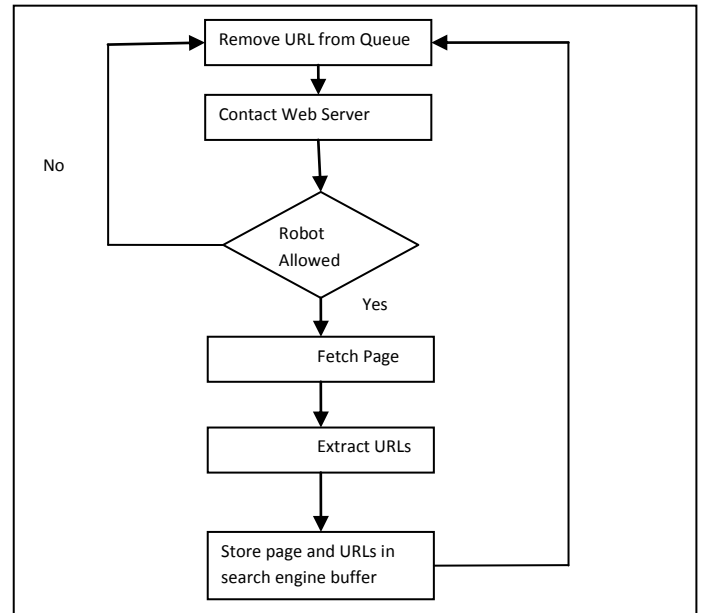 Remove URL from Queue
Contact Web Server
No
Robot
Allowed
Yes
Fetch Page
Extract URLs
Store page and URLs in
search engine buffer